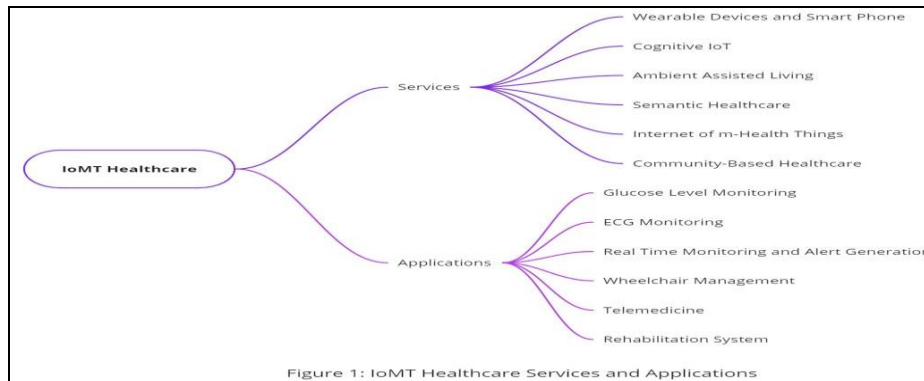 IoMT Healthcare
Services
Wearable Devices and Smart Phone
Cognitive IoT
Ambient Assisted Living
Semantic Healthcare
Internet of m-Health Things
Community-Based Healthcare
Applications
Glucose Level Monitoring
ECG Monitoring
Real Time Monitoring and Alert Generation
Wheelchair Management
Telemedicine
Rehabilitation System
Figure 1: IoMT Healthcare Services and Applications